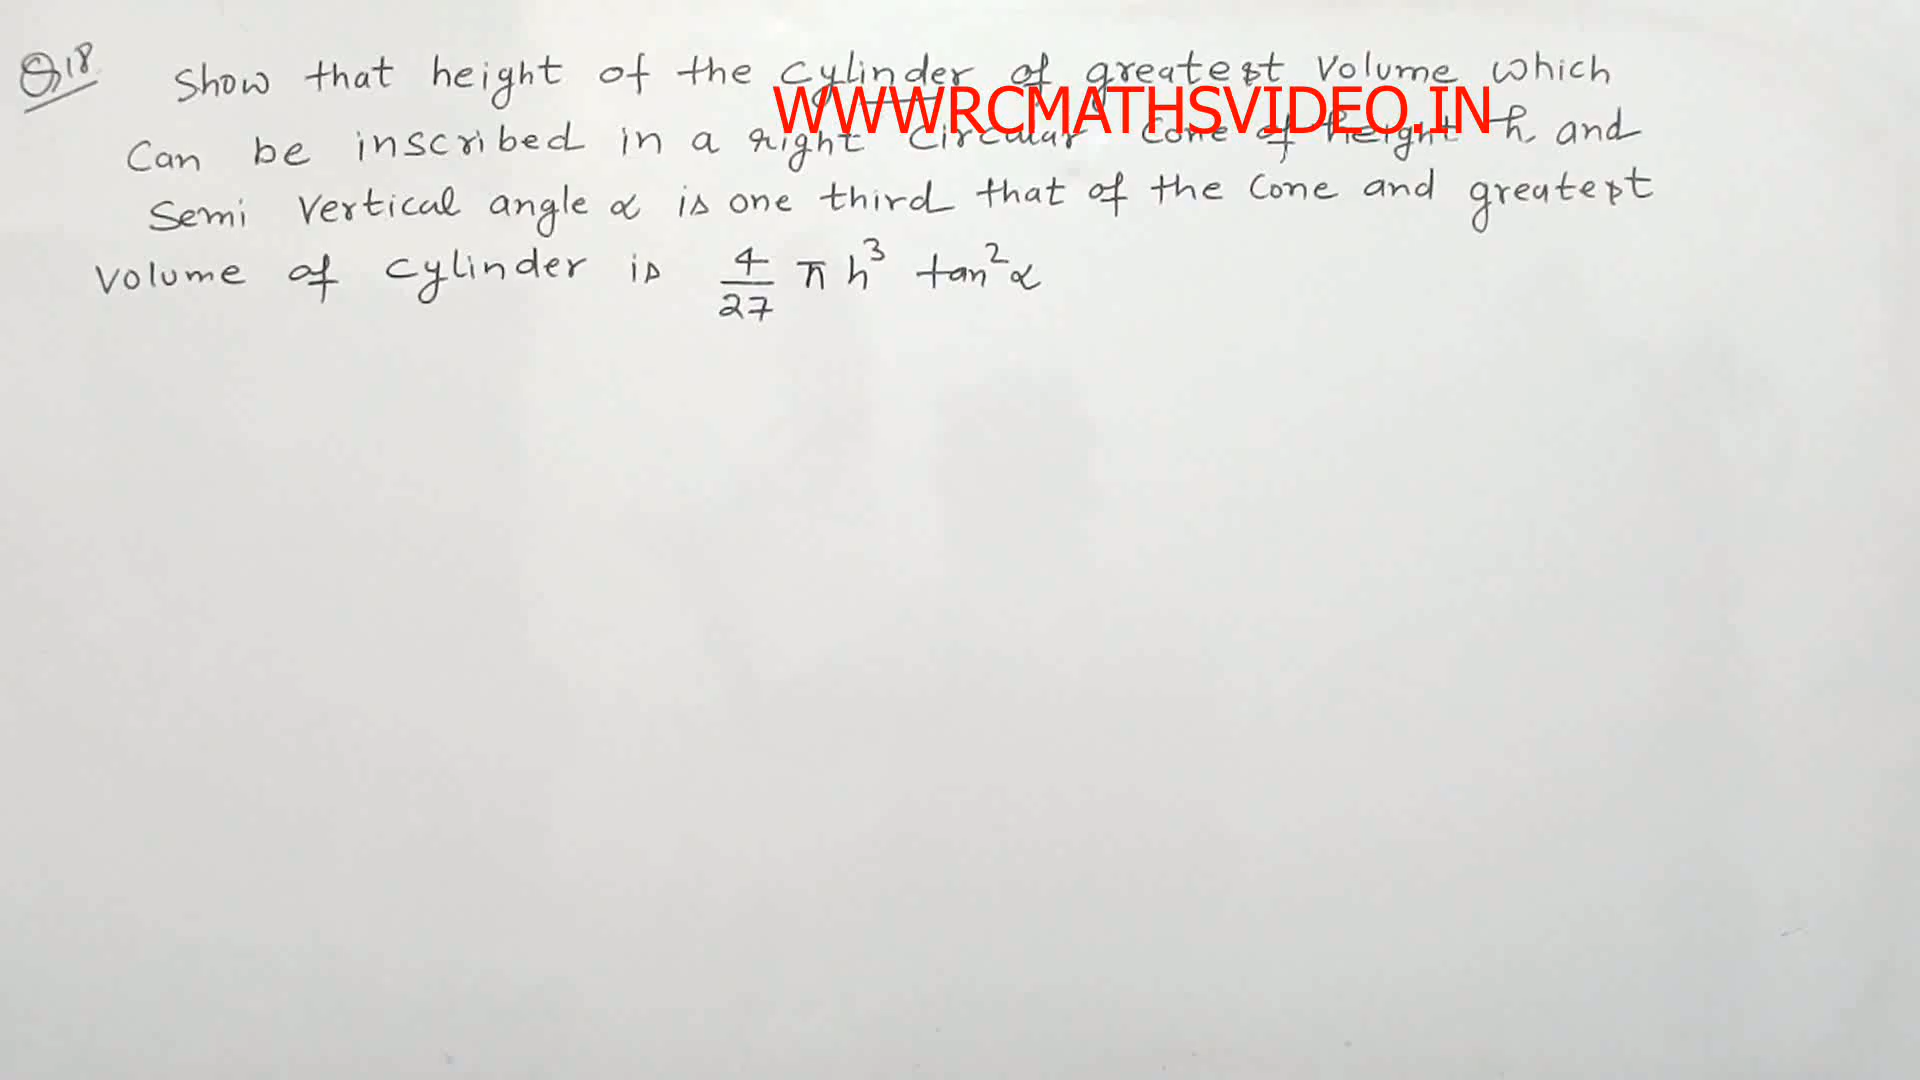 Q18 Show that height of the cylinder of greatest volume which
WWWRCMATHSVIDEO.IN
Can be inscribed in a right circular cone of height h and
Semi vertical angle α is one third that of the cone and greatest
volume of cylinder is 4/27 π h³ tan²α